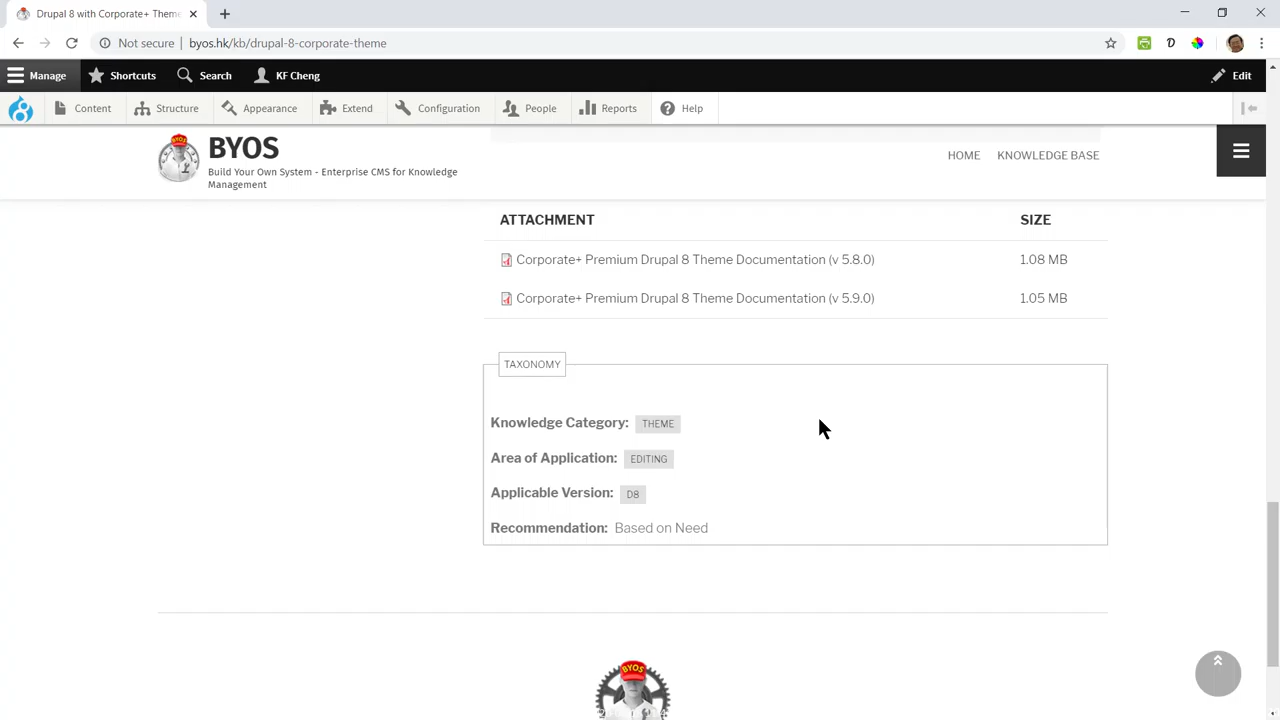 Drupal 8 with Corporate+ Theme
Not secure | byos.hk/kb/drupal-8-corporate-theme
Manage Shortcuts Search KF Cheng Edit
Content Structure Appearance Extend Configuration People Reports Help
BYOS
Build Your Own System - Enterprise CMS for Knowledge
Management
HOME KNOWLEDGE BASE
ATTACHMENT SIZE
Corporate+ Premium Drupal 8 Theme Documentation (v 5.8.0) 1.08 MB
Corporate+ Premium Drupal 8 Theme Documentation (v 5.9.0) 1.05 MB
TAXONOMY
Knowledge Category: THEME
Area of Application: EDITING
Applicable Version: D8
Recommendation: Based on Need
BYOS